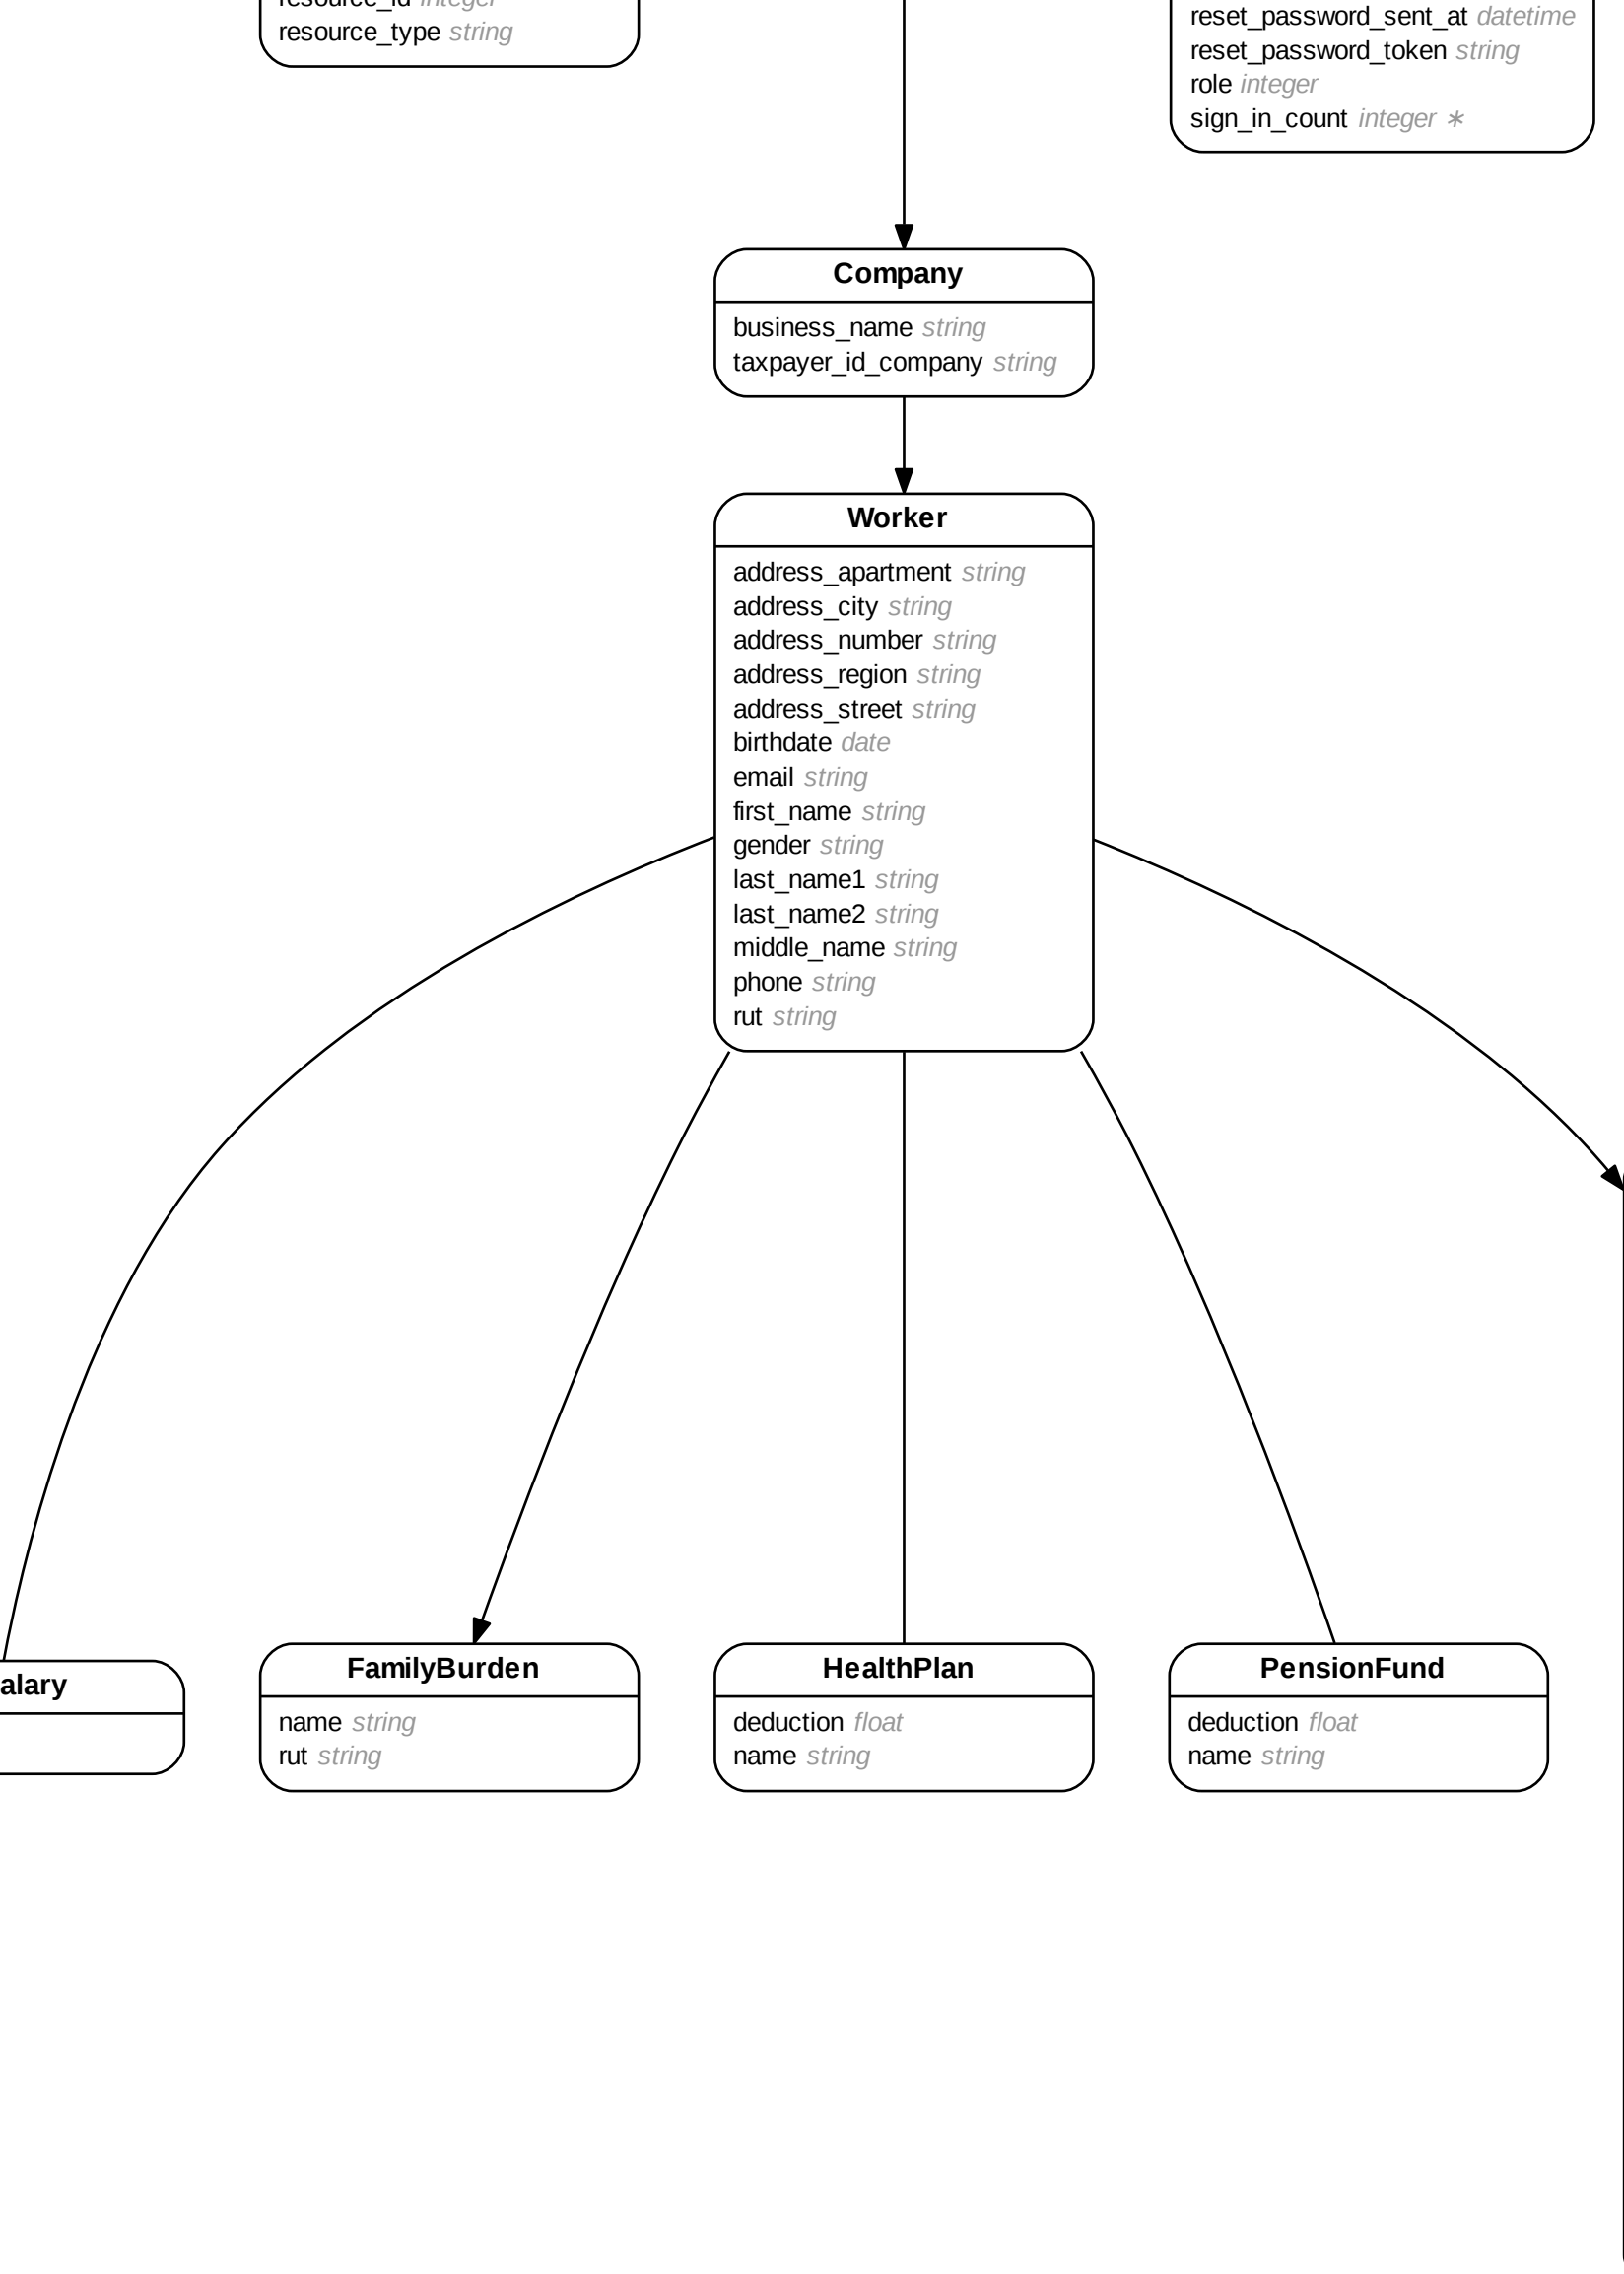 resource_id integer
resource_type string
reset_password_sent_at datetime
reset_password_token string
role integer
sign_in_count integer ∗
Company
business_name string
taxpayer_id_company string
Worker
address_apartment string
address_city string
address_number string
address_region string
address_street string
birthdate date
email string
first_name string
gender string
last_name1 string
last_name2 string
middle_name string
phone string
rut string
alary
FamilyBurden
name string
rut string
HealthPlan
deduction float
name string
PensionFund
deduction float
name string